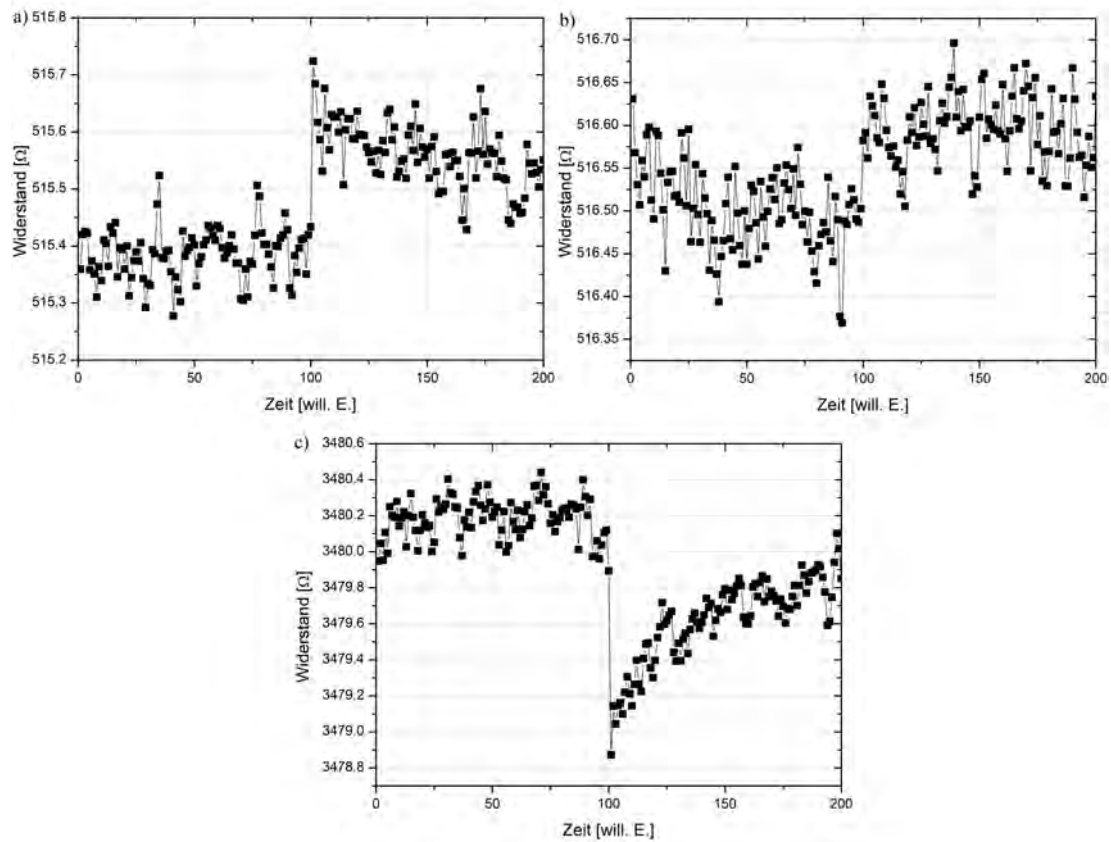 a)
515.8
515.7
515.6
515.5
515.4
515.3
515.2
Widerstand [Ω]
0 50 100 150 200
Zeit [will. E.]
b)
516.70
516.65
516.60
516.55
516.50
516.45
516.40
516.35
Widerstand [Ω]
0 50 100 150 200
Zeit [will. E.]
c)
3480.6
3480.4
3480.2
3480.0
3479.8
3479.6
3479.4
3479.2
3479.0
3478.8
Widerstand [Ω]
0 50 100 150 200
Zeit [will. E.]